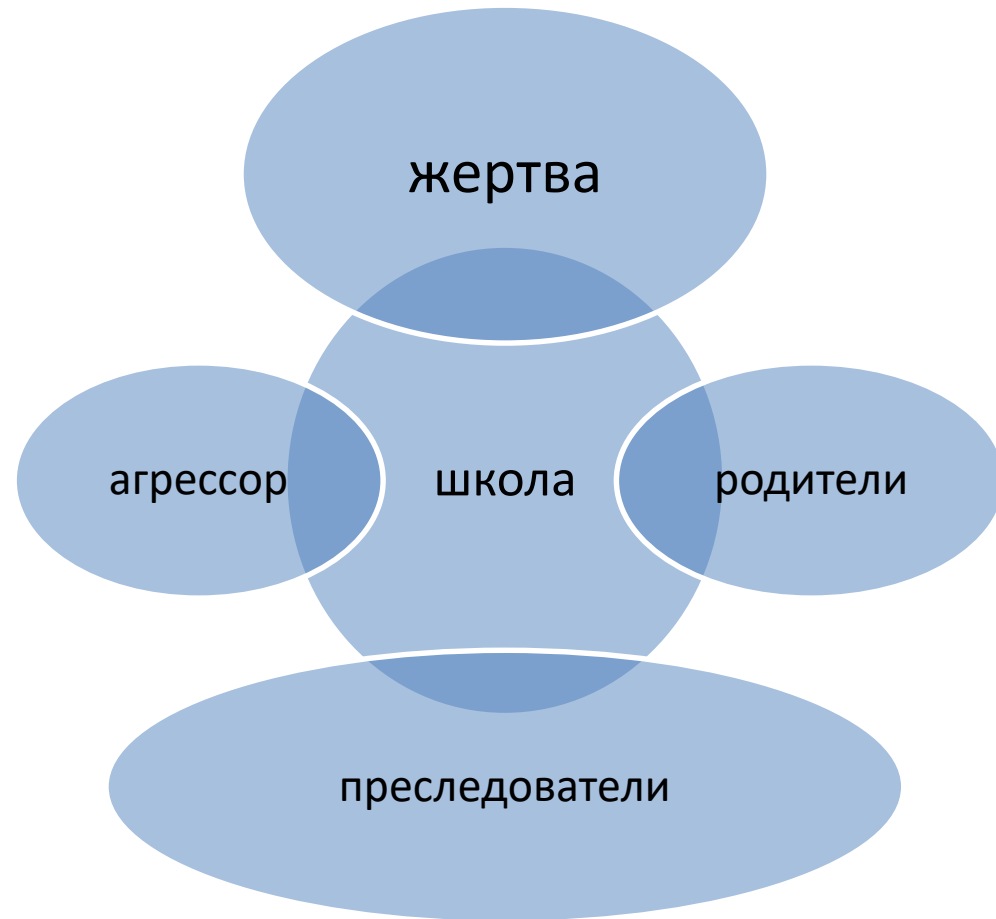 жертва
агрессор
школа
родители
преследователи